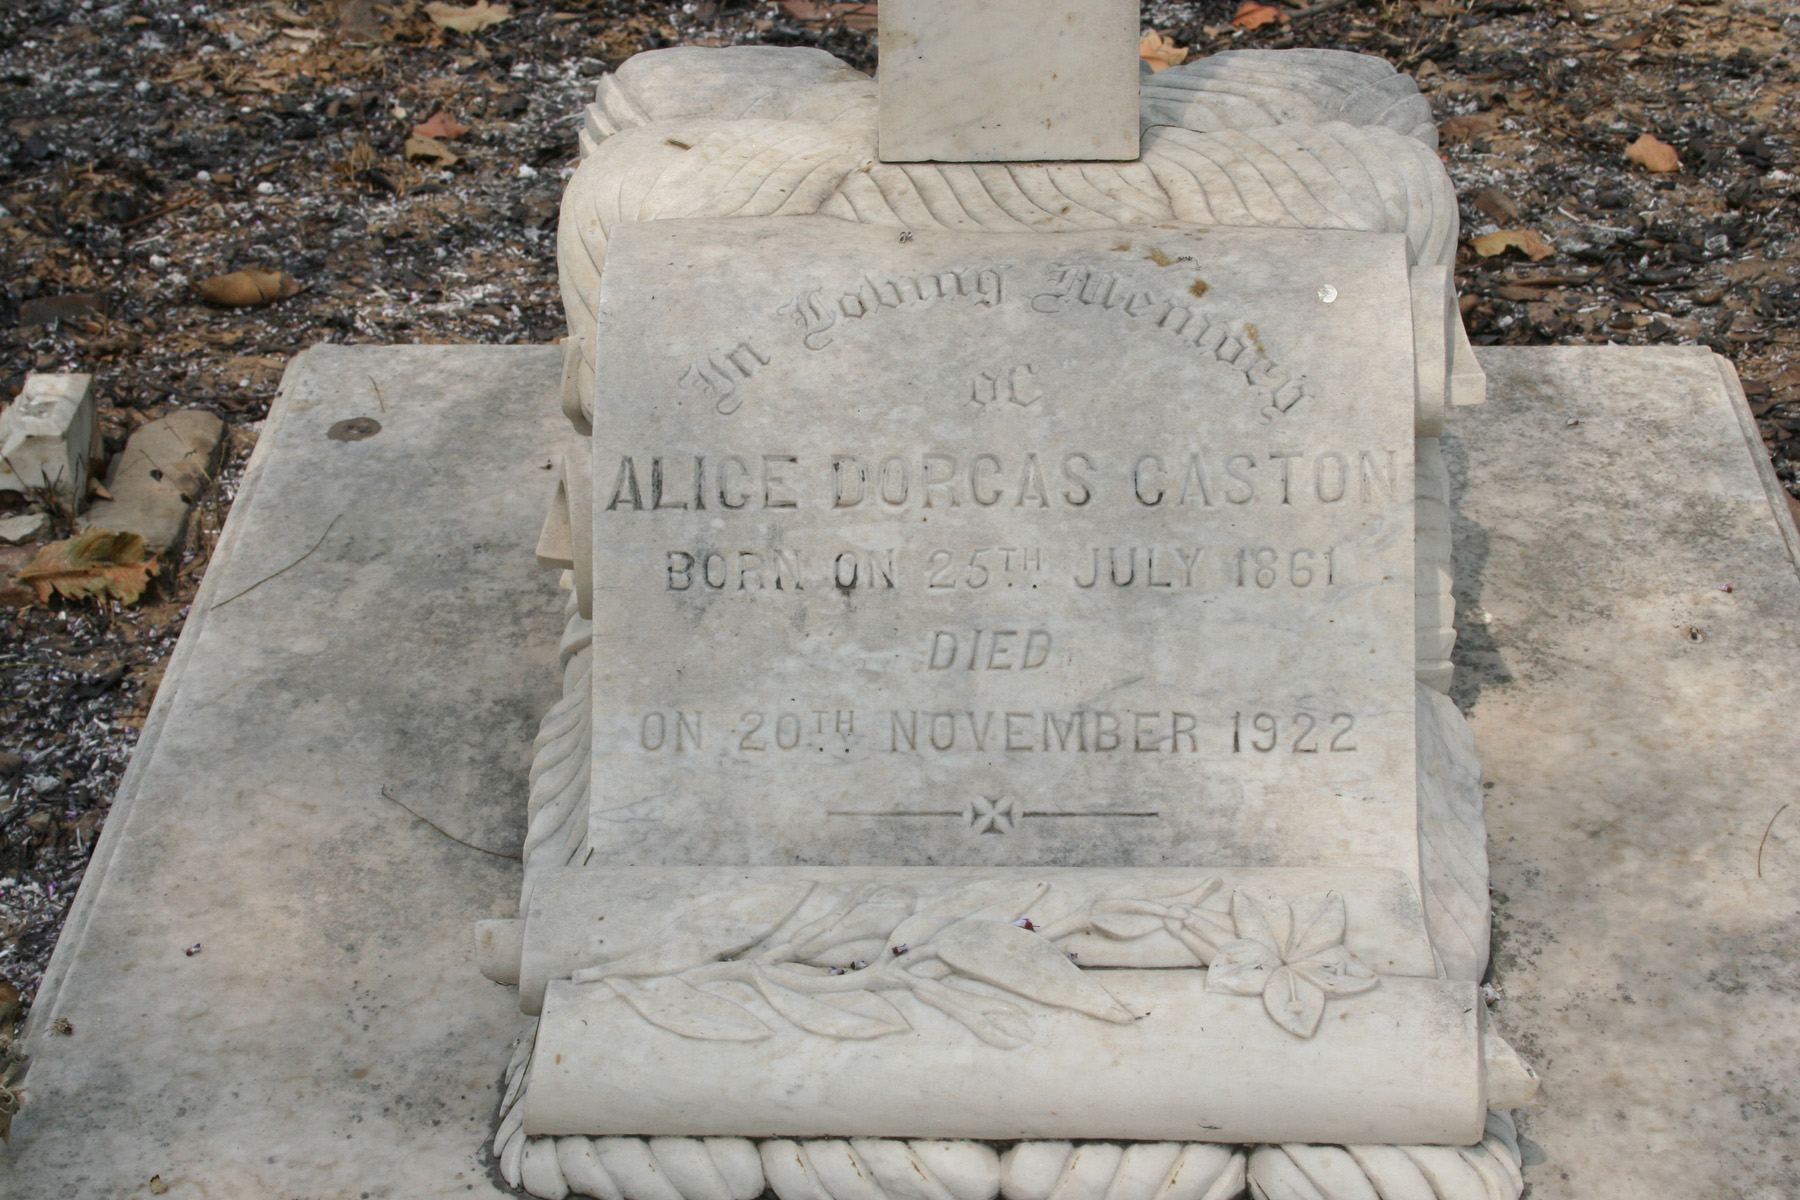 In Loving Memory
of
ALICE DORCAS CASTON
BORN ON 25TH JULY 1861
DIED
ON 20TH NOVEMBER 1922